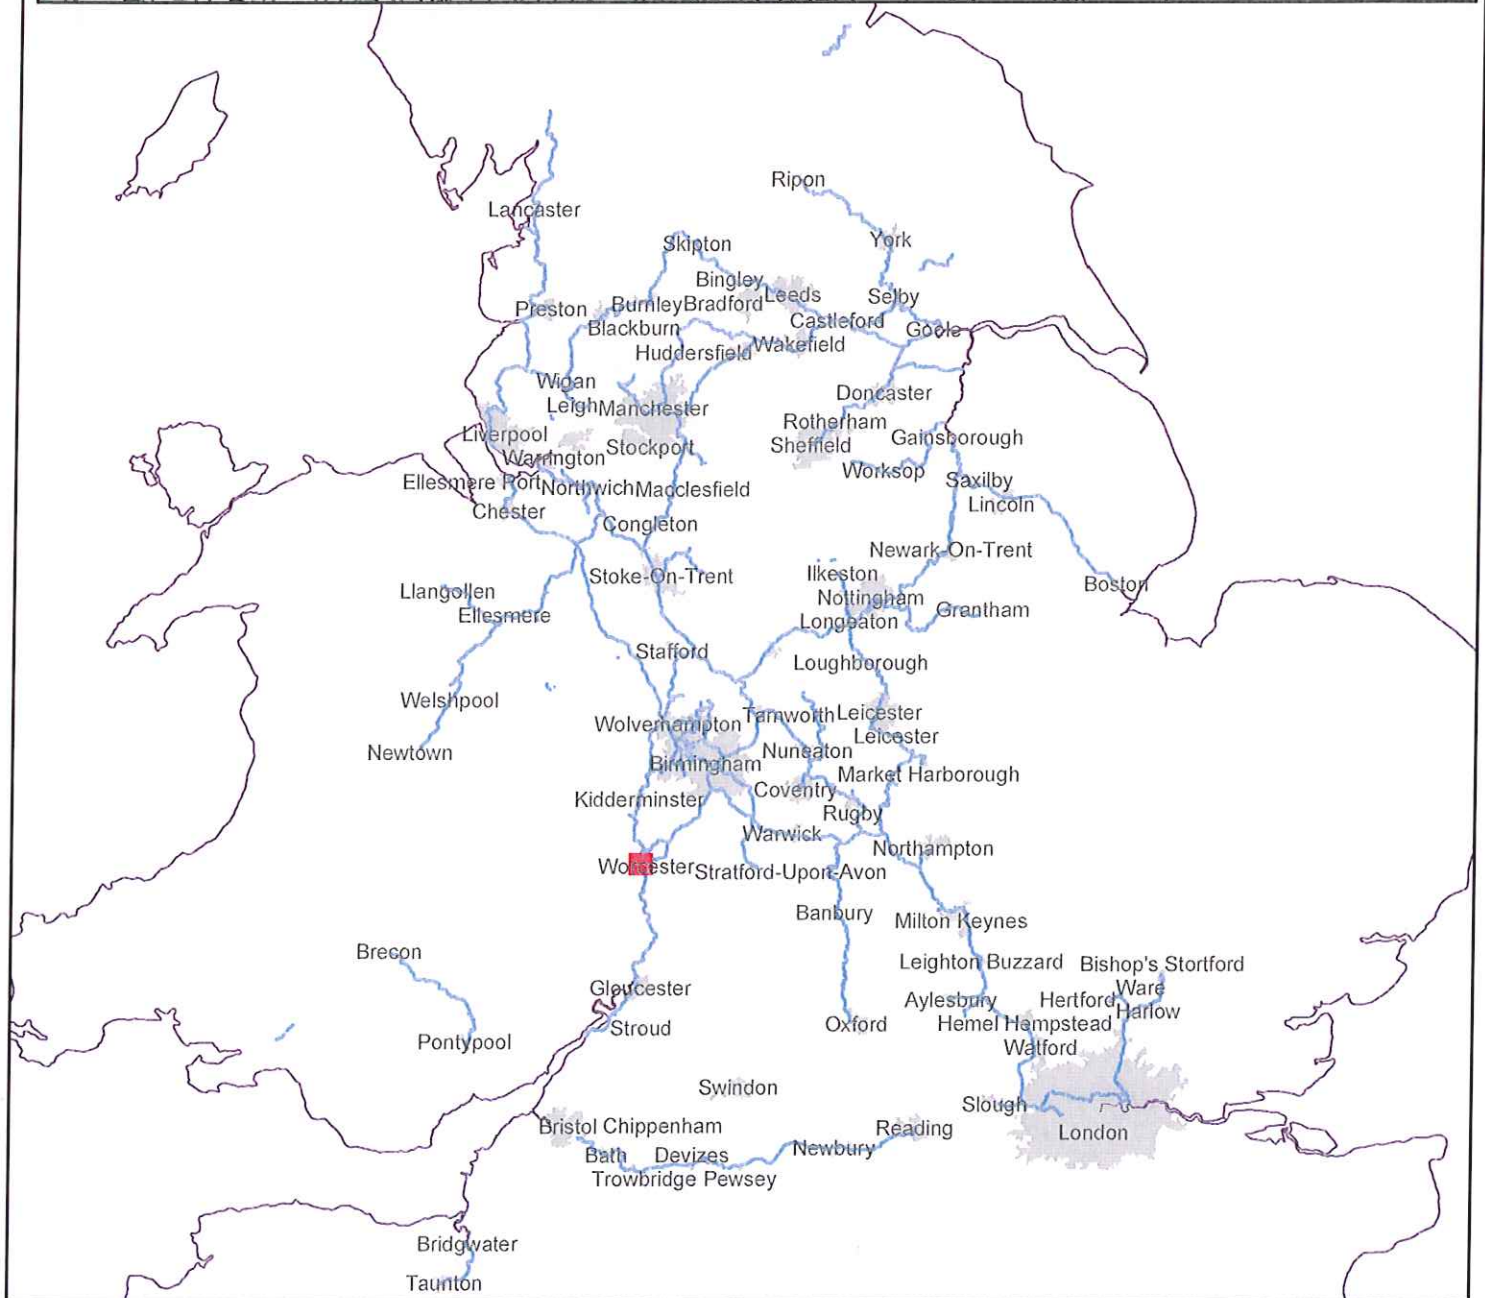 Ripon
Lancaster
York
Skipton
Bingley
Leeds
Selby
Preston
Burnley
Bradford
Castleford
Blackburn
Goole
Huddersfield
Wakefield
Wigan
Doncaster
Leigh
Manchester
Rotherham
Liverpool
Stockport
Sheffield
Gainsborough
Warrington
Worksop
Ellesmere Port
Northwich
Macclesfield
Saxilby
Lincoln
Chester
Congleton
Newark-On-Trent
Stoke-On-Trent
Ilkeston
Boston
Llangollen
Nottingham
Ellesmere
Grantham
Longeaton
Stafford
Loughborough
Welshpool
Tamworth
Leicester
Wolverhampton
Leicester
Newtown
Nuneaton
Birmingham
Market Harborough
Coventry
Kidderminster
Rugby
Warwick
Northampton
Worcester
Stratford-Upon-Avon
Banbury
Milton Keynes
Brecon
Leighton Buzzard
Bishop's Stortford
Gloucester
Ware
Aylesbury
Hertford
Harlow
Stroud
Oxford
Hemel Hempstead
Pontypool
Watford
Swindon
Slough
Bristol
Chippenham
Reading
London
Bath
Devizes
Newbury
Trowbridge
Pewsey
Bridgwater
Taunton